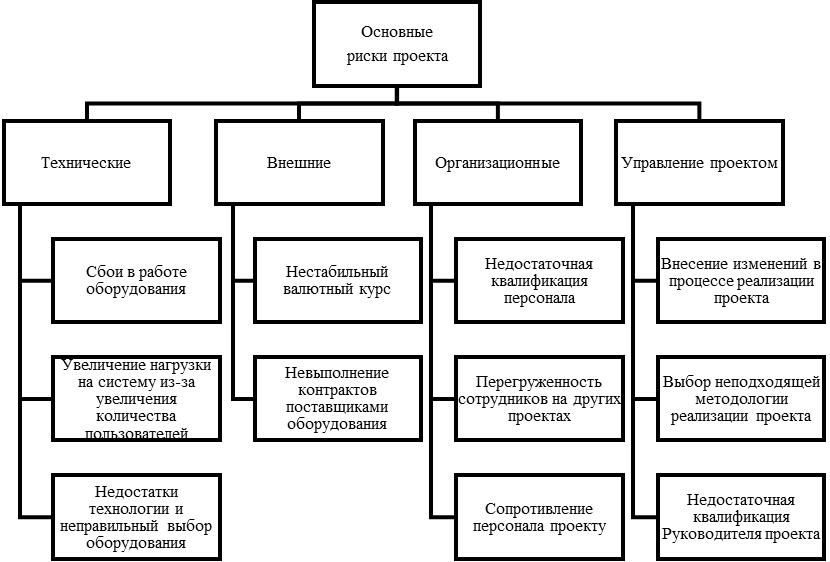 Основные
риски проекта
Технические
Внешние
Организационные
Управление проектом
Сбои в работе
оборудования
Нестабильный
валютный курс
Недостаточная
квалификация
персонала
Внесение изменений в
процессе реализации
проекта
Увеличение нагрузки
на систему из-за
увеличения
количества
пользователей
Невыполнение
контрактов
поставщиками
оборудования
Перегруженность
сотрудников на других
проектах
Выбор неподходящей
методологии
реализации проекта
Недостатки
технологии и
неправильный выбор
оборудования
Сопротивление
персонала проекту
Недостаточная
квалификация
Руководителя проекта